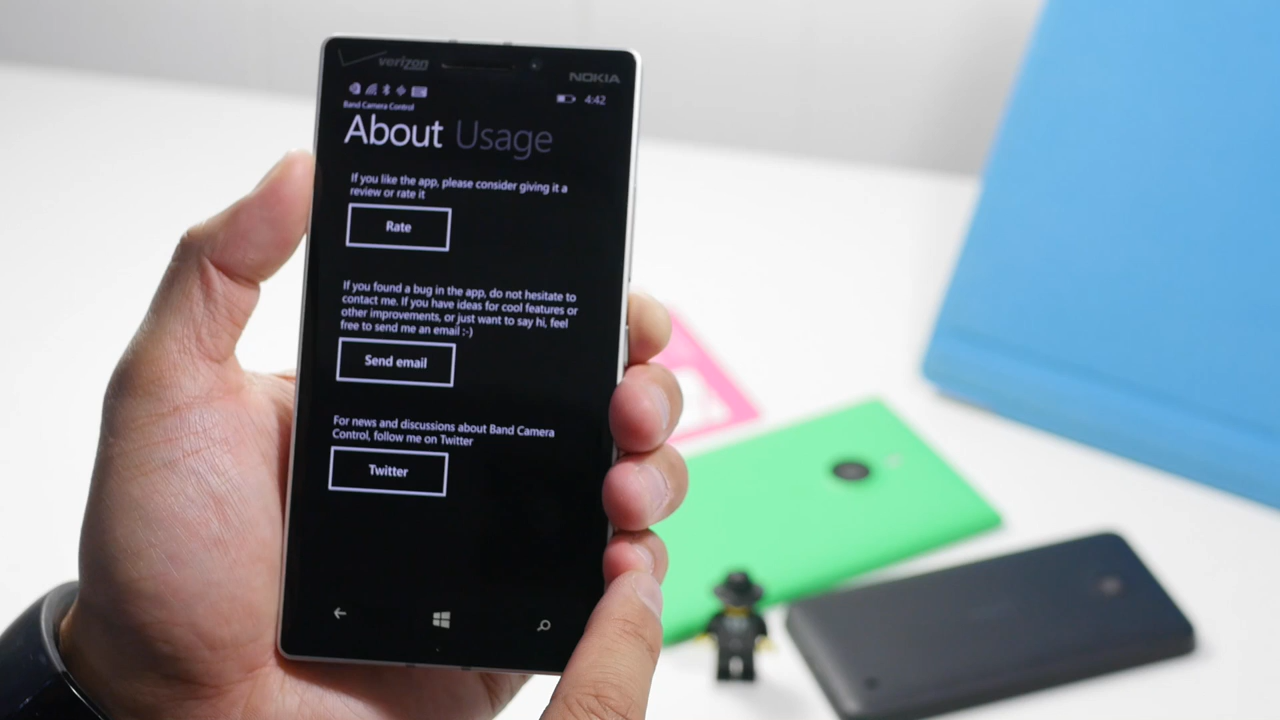 verizon
NOKIA
4:42
Band Camera Control
About Usage
If you like the app, please consider giving it a
review or rate it
Rate
If you found a bug in the app, do not hesitate to
contact me. If you have ideas for cool features or
other improvements, or just want to say hi, feel
free to send me an email :-)
Send email
For news and discussions about Band Camera
Control, follow me on Twitter
Twitter